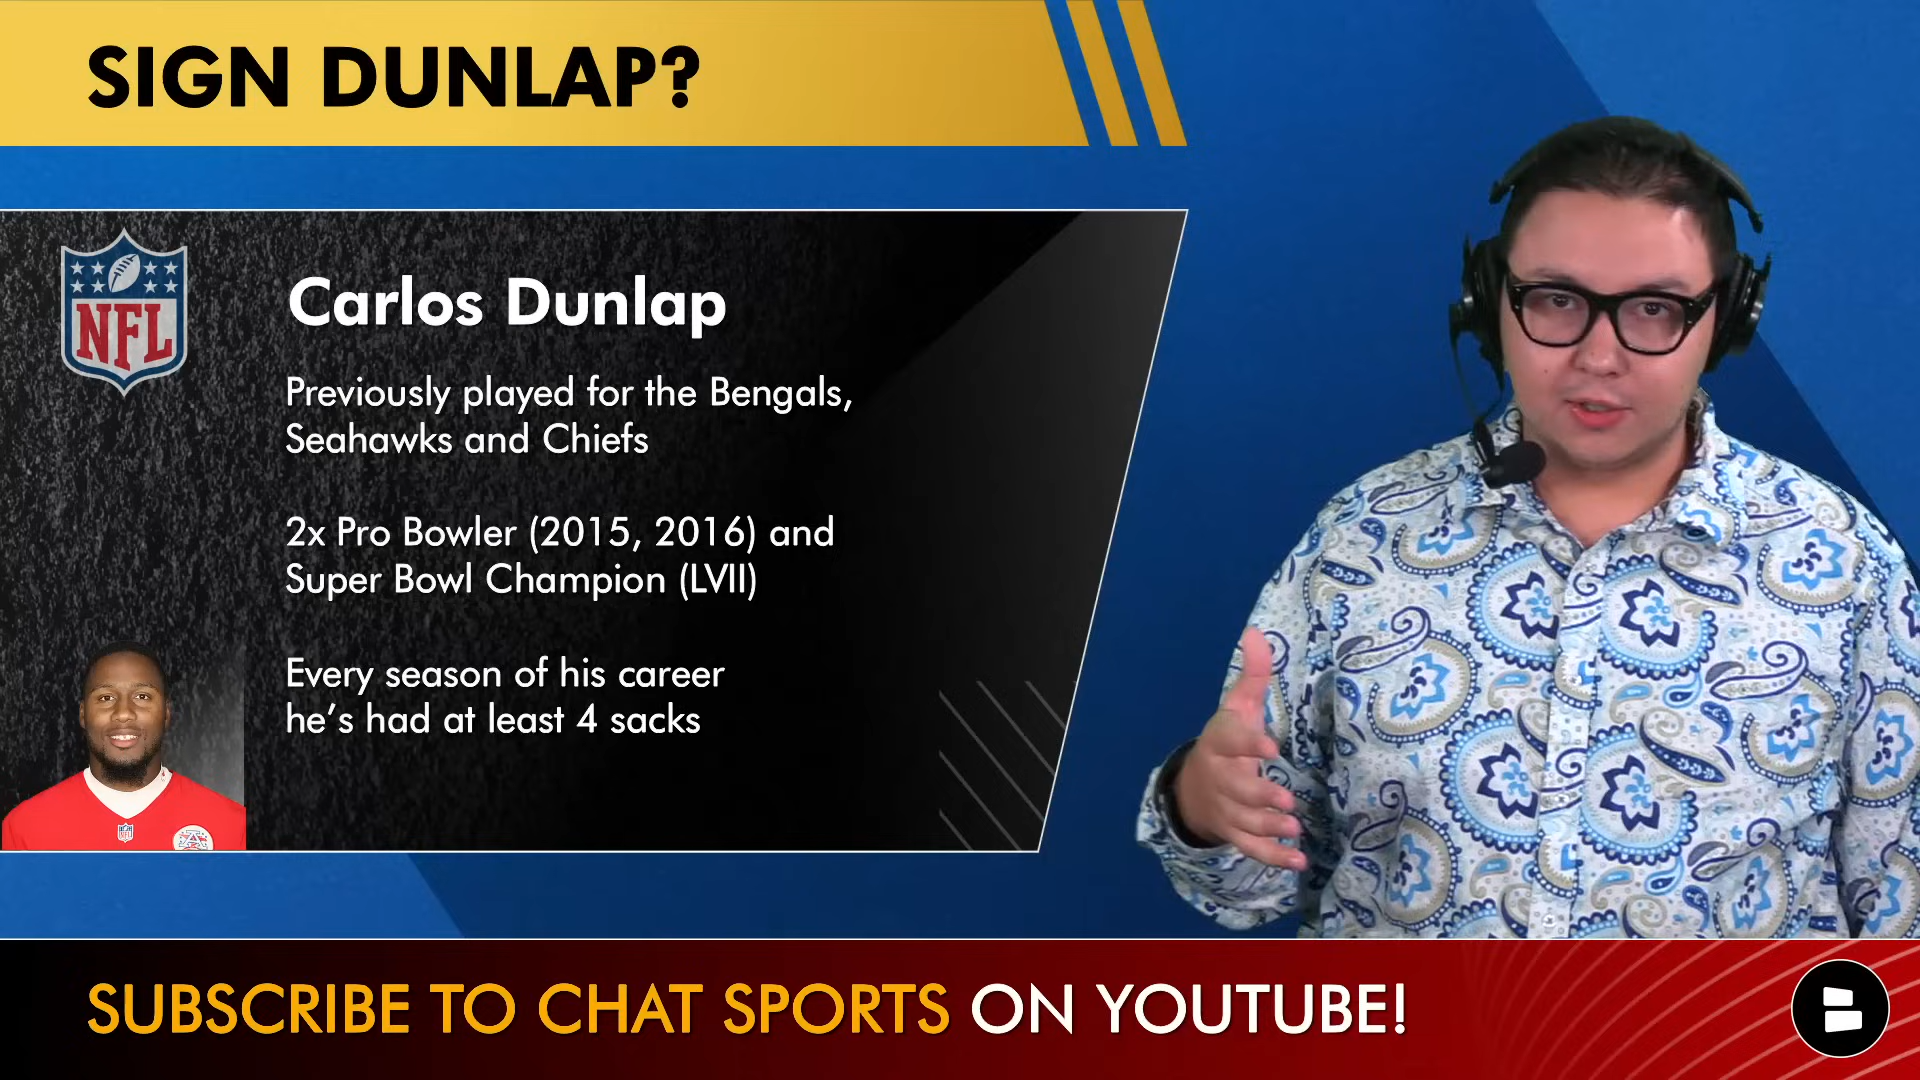 SIGN DUNLAP?
NFL
Carlos Dunlap
Previously played for the Bengals,
Seahawks and Chiefs
2x Pro Bowler (2015, 2016) and
Super Bowl Champion (LVII)
Every season of his career
he's had at least 4 sacks
SUBSCRIBE TO CHAT SPORTS ON YOUTUBE!